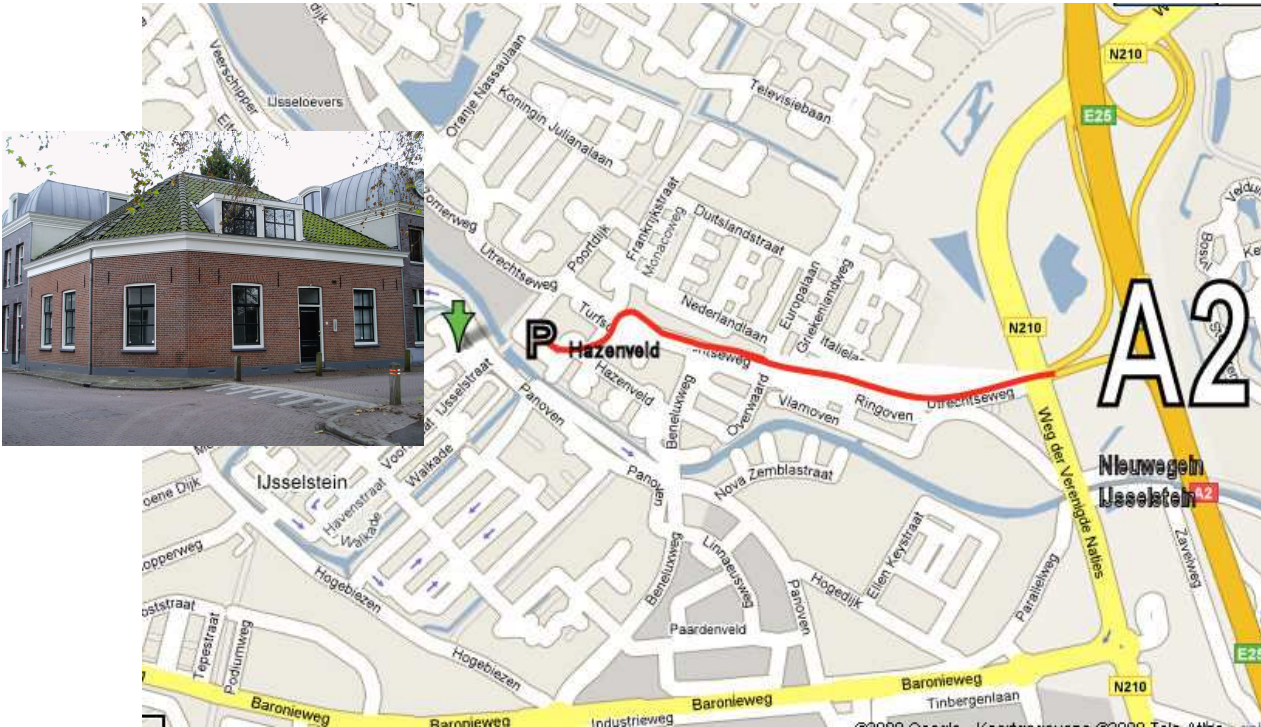 N210
Veerschipper
IJsseloevers
Oranje Nassaulaan
Koningin Julianalaan
Televisiebaan
E25
Utrechtseweg
Poortdijk
Frankrijkstraat
Monacoweg
Duitslandstraat
Europalaan
Griekenlandweg
Nederlandlaan
N210
A2
P
Hazenveld
Hazenveld
IJsselstraat
Panoven
Beneluxweg
Overwaard
Vlamoven
Ringoven
Utrechtseweg
Weg der Verenigde Naties
Nieuwegein
IJsselstein
A2
IJsselstein
Havenstraat
Walkade
Walkade
Panoven
Nova Zemblastraat
Ellen Keystraat
Parallelweg
Zavelweg
Hogebiezen
Beneluxweg
Linnaeusweg
Panoven
Hogedijk
Paardenveld
Tepestraat
Podiumweg
Hogebiezen
E25
N210
Baronieweg
Baronieweg
Baronieweg
Baronieweg
Industrieweg
Tinbergenlaan